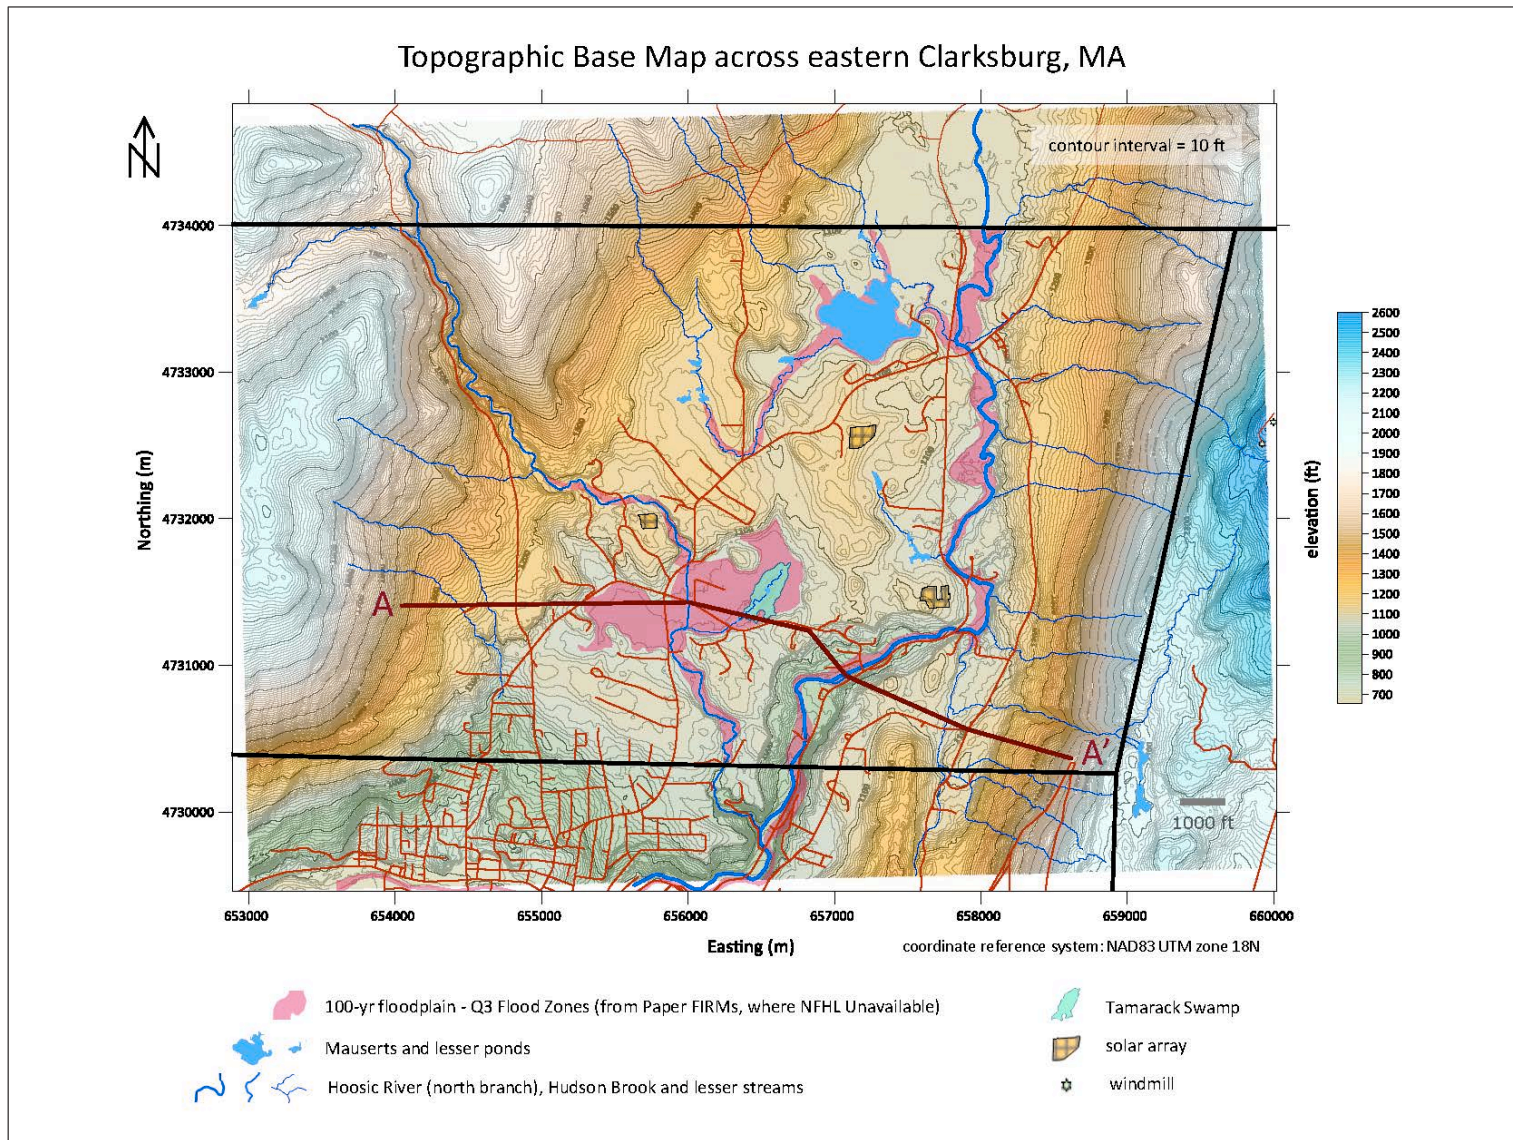 Topographic Base Map across eastern Clarksburg, MA
N
contour interval = 10 ft
4734000
4733000
4732000
4731000
4730000
Northing (m)
A
A'
1000 ft
653000 654000 655000 656000 657000 658000 659000 660000
Easting (m)
coordinate reference system: NAD83 UTM zone 18N
elevation (ft)
2600
2500
2400
2300
2200
2100
2000
1900
1800
1700
1600
1500
1400
1300
1200
1100
1000
900
800
700
100-yr floodplain - Q3 Flood Zones (from Paper FIRMs, where NFHL Unavailable)
Tamarack Swamp
Mauserts and lesser ponds
solar array
Hoosic River (north branch), Hudson Brook and lesser streams
windmill